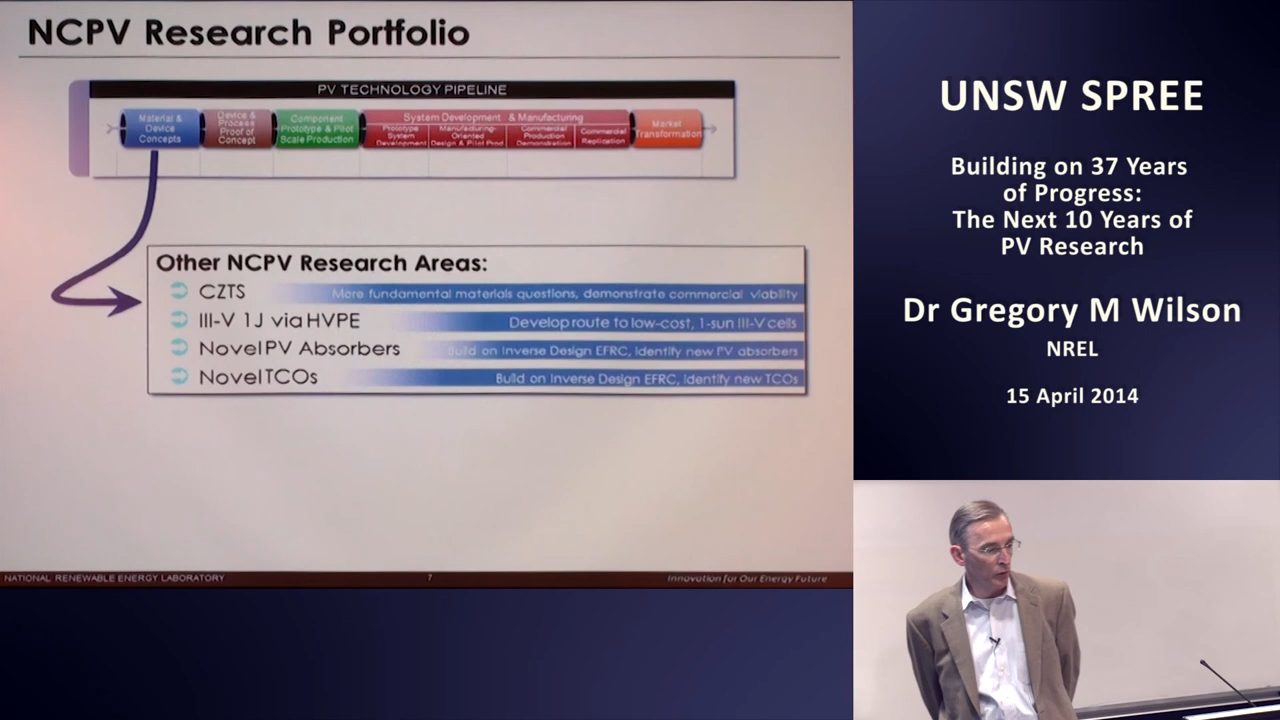 NCPV Research Portfolio
PV TECHNOLOGY PIPELINE
Material &
Device
Concepts
Device &
Process
Proof of
Concept
Component
Prototype & Pilot
Scale Production
System Development & Manufacturing
Prototype
System
Development
Manufacturing-
Oriented
Design & Pilot Prod
Commercial
Production
Demonstration
Commercial
Replication
Market
Transformation
Other NCPV Research Areas:
CZTS More fundamental materials questions, demonstrate commercial viability
III-V 1J via HVPE Develop route to low-cost, 1-sun III-V cells
Novel PV Absorbers Build on Inverse Design EFRC, Identify new PV absorbers
Novel TCOs Build on Inverse Design EFRC, Identify new TCOs
NATIONAL RENEWABLE ENERGY LABORATORY 7 Innovation for Our Energy Future
UNSW SPREE
Building on 37 Years
of Progress:
The Next 10 Years of
PV Research
Dr Gregory M Wilson
NREL
15 April 2014